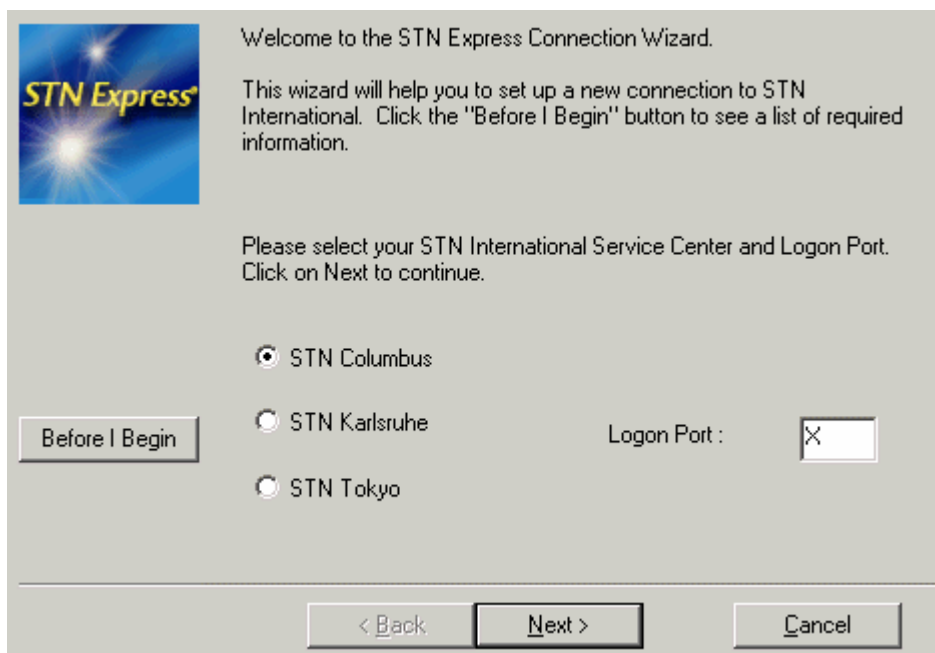 STN Express®
Welcome to the STN Express Connection Wizard.
This wizard will help you to set up a new connection to STN
International. Click the "Before I Begin" button to see a list of required
information.
Please select your STN International Service Center and Logon Port.
Click on Next to continue.
STN Columbus
STN Karlsruhe
STN Tokyo
Before I Begin
Logon Port :
X
< Back
Next >
Cancel